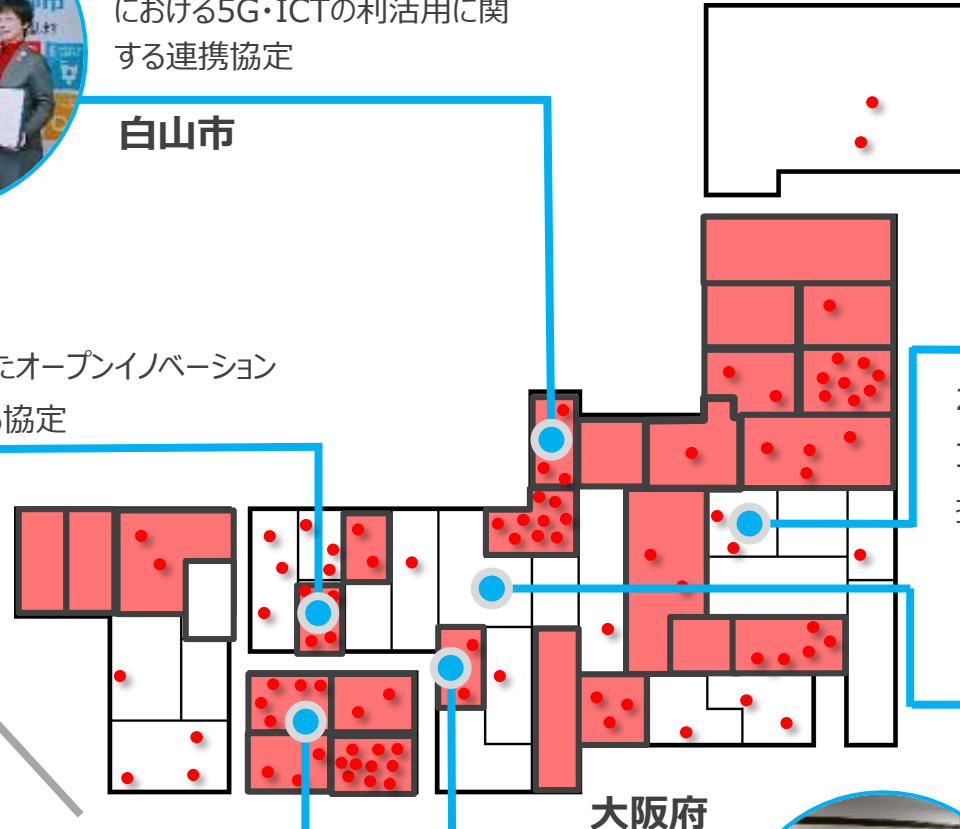 における5G・ICTの利活用に関
する連携協定
白山市
たオープンイノベーション
協定
大阪府